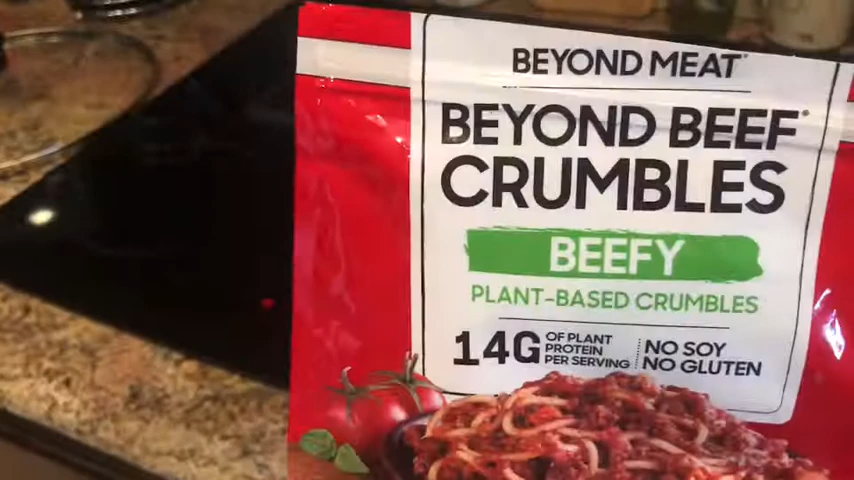 BEYOND MEAT®
BEYOND BEEF®
CRUMBLES
BEEFY
PLANT-BASED CRUMBLES
14G OF PLANT PROTEIN PER SERVING
NO SOY
NO GLUTEN